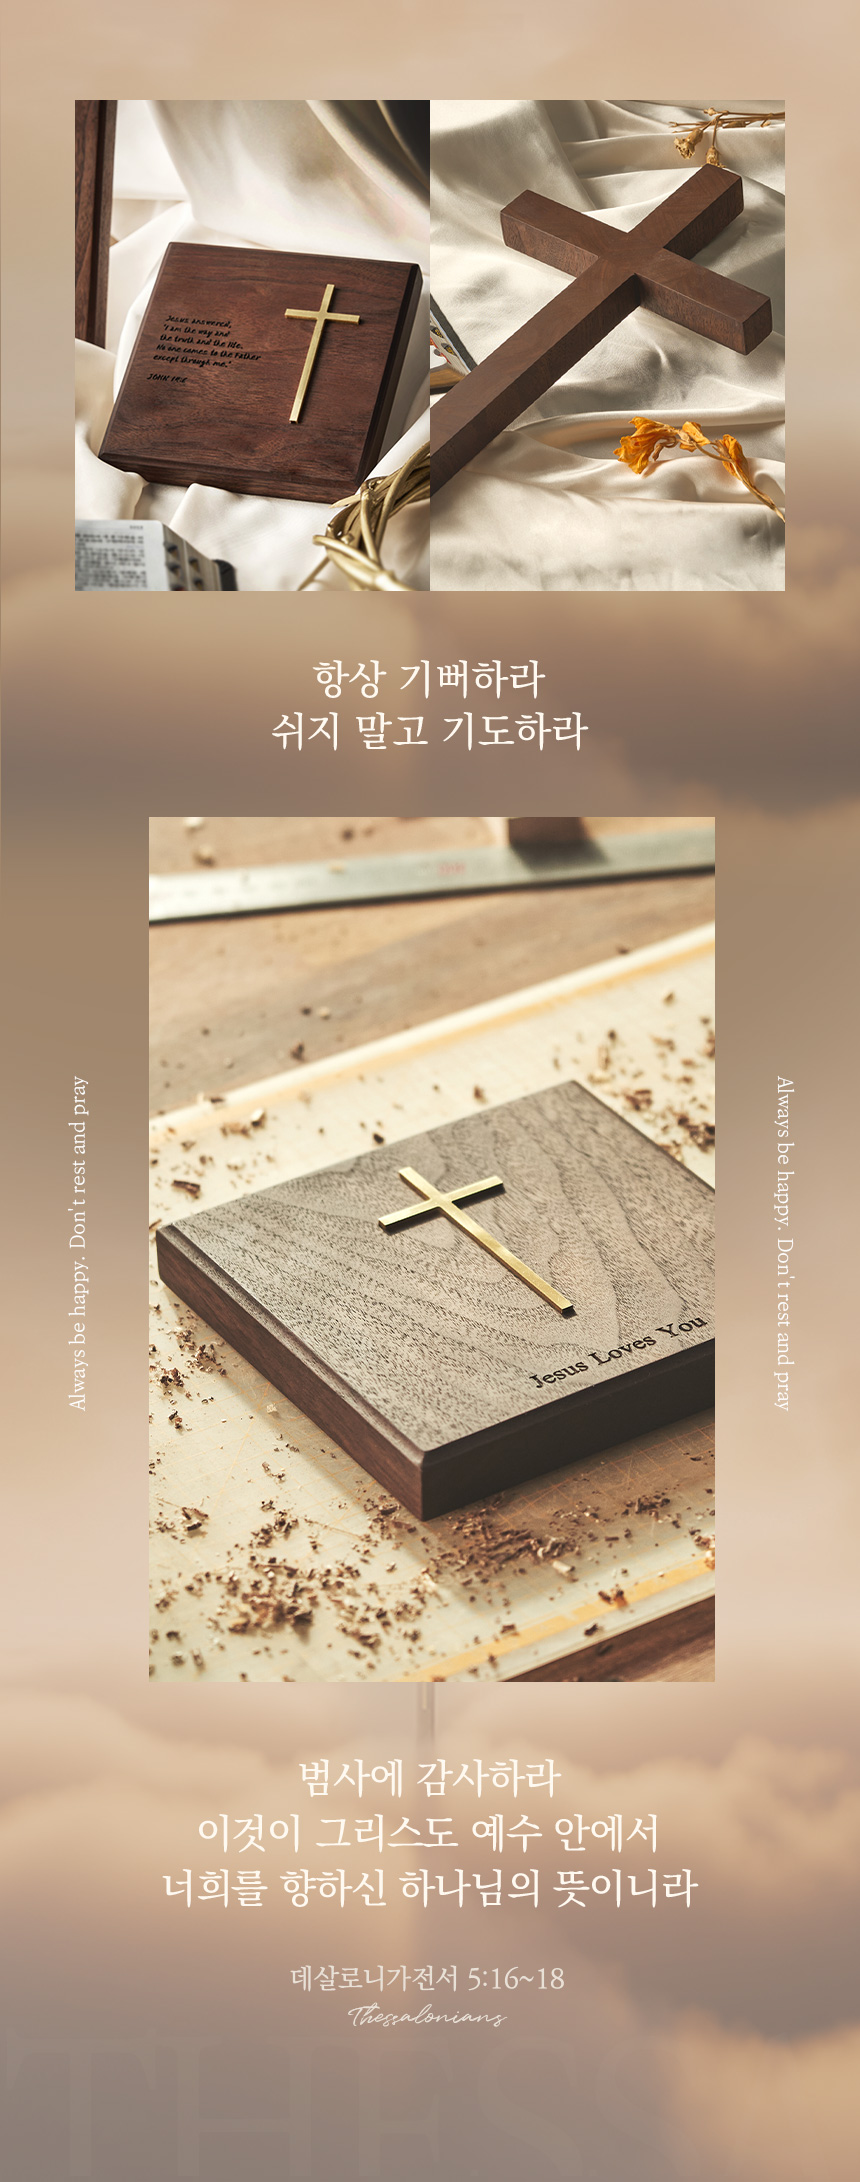 Jesus answered,
"I am the way and
the truth and the life.
No one comes to the Father
except through me."
JOHN 14:6
항상 기뻐하라
쉬지 말고 기도하라
Always be happy. Don't rest and pray
Always be happy. Don't rest and pray
Jesus Loves You
범사에 감사하라
이것이 그리스도 예수 안에서
너희를 향하신 하나님의 뜻이니라
데살로니가전서 5:16~18
Thessalonians
THESS